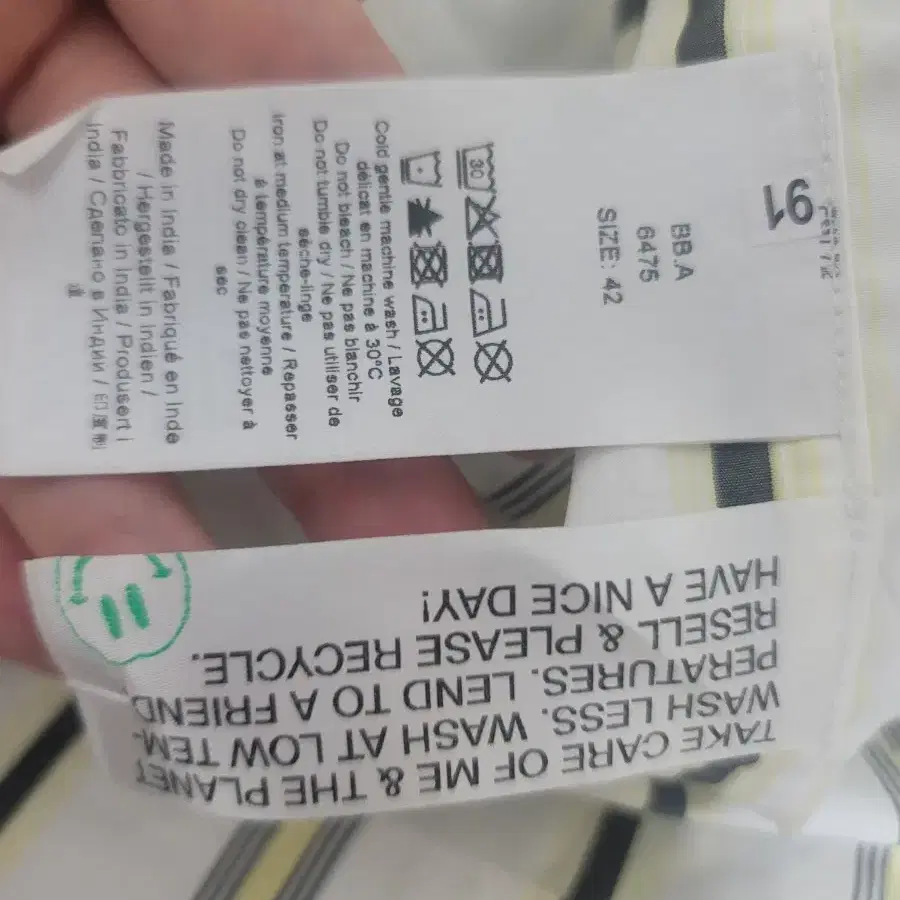 91
BB.A
6475
SIZE: 42
30
Cold gentle machine wash / Lavage
délicat en machine à 30°C
Do not bleach / Ne pas blanchir
Do not tumble dry / Ne pas utiliser de
sèche-linge
Iron at medium temperature / Repasser
à température moyenne
Do not dry clean / Ne pas nettoyer à
sec
Made in India / Fabriqué en Inde
/ Hergestellt in Indien /
Fabbricato in India / Produsert i
India / Сделано в Индии / 印度制
造
TAKE CARE OF ME & THE PLANET
WASH LESS. WASH AT LOW TEM-
PERATURES. LEND TO A FRIEND
RESELL & PLEASE RECYCLE.
HAVE A NICE DAY!